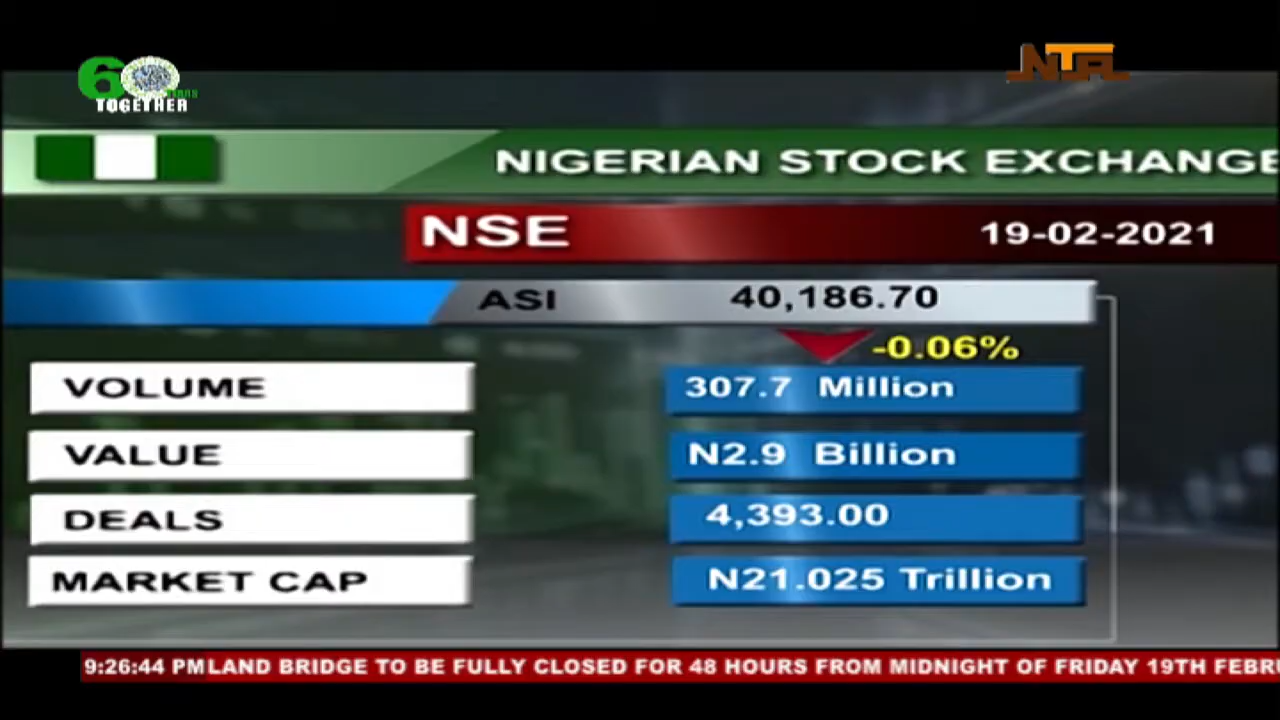 60
TOGETHER
NTA
NIGERIAN STOCK EXCHANGE
NSE 19-02-2021
ASI 40,186.70
-0.06%
VOLUME 307.7 Million
VALUE N2.9 Billion
DEALS 4,393.00
MARKET CAP N21.025 Trillion
9:26:44 PM LAND BRIDGE TO BE FULLY CLOSED FOR 48 HOURS FROM MIDNIGHT OF FRIDAY 19TH FEBRU